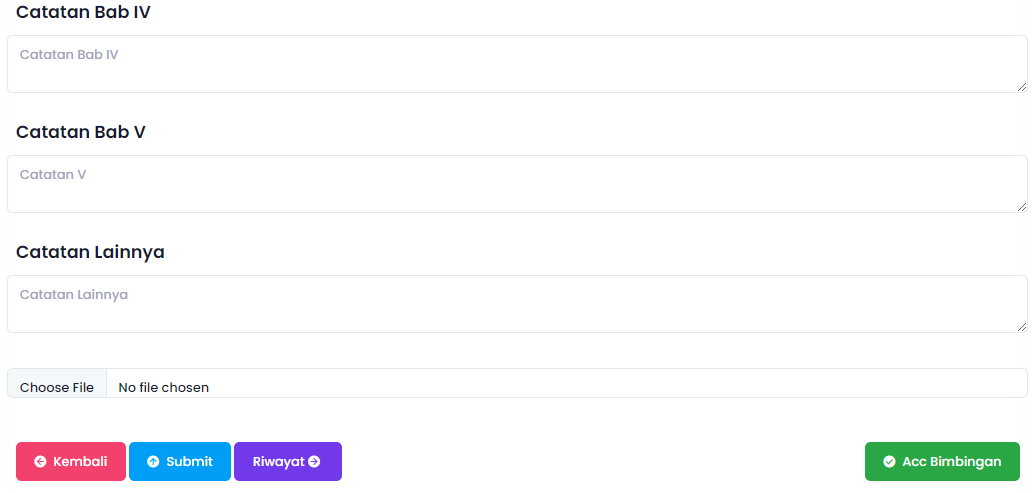 Catatan Bab IV
Catatan Bab IV
Catatan Bab V
Catatan V
Catatan Lainnya
Catatan Lainnya
Choose File No file chosen
Kembali Submit Riwayat Acc Bimbingan